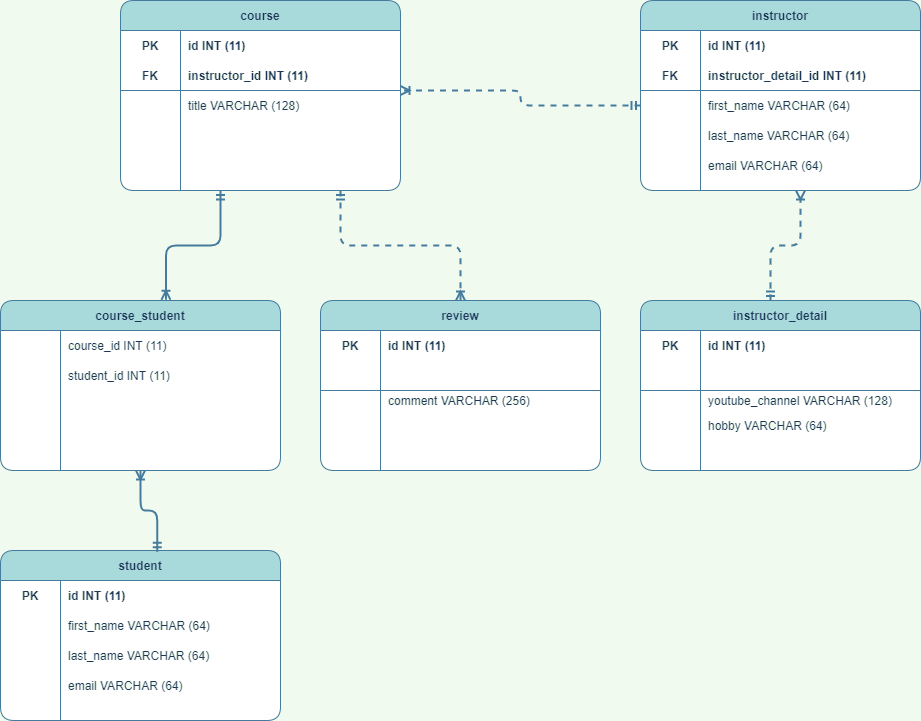 course
PK id INT (11)
FK instructor_id INT (11)
title VARCHAR (128)
instructor
PK id INT (11)
FK instructor_detail_id INT (11)
first_name VARCHAR (64)
last_name VARCHAR (64)
email VARCHAR (64)
course_student
course_id INT (11)
student_id INT (11)
review
PK id INT (11)
comment VARCHAR (256)
instructor_detail
PK id INT (11)
youtube_channel VARCHAR (128)
hobby VARCHAR (64)
student
PK id INT (11)
first_name VARCHAR (64)
last_name VARCHAR (64)
email VARCHAR (64)